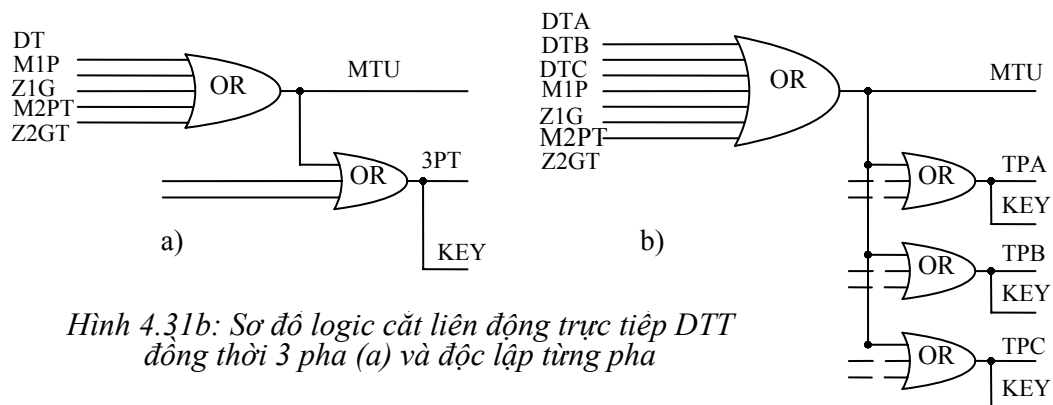 DT
M1P
Z1G
M2PT
Z2GT
OR
MTU
OR
3PT
KEY
a)
DTA
DTB
DTC
M1P
Z1G
M2PT
Z2GT
OR
MTU
OR
TPA
KEY
OR
TPB
KEY
OR
TPC
KEY
b)
Hình 4.31b: Sơ đồ logic cắt liên động trực tiếp DTT
đồng thời 3 pha (a) và độc lập từng pha